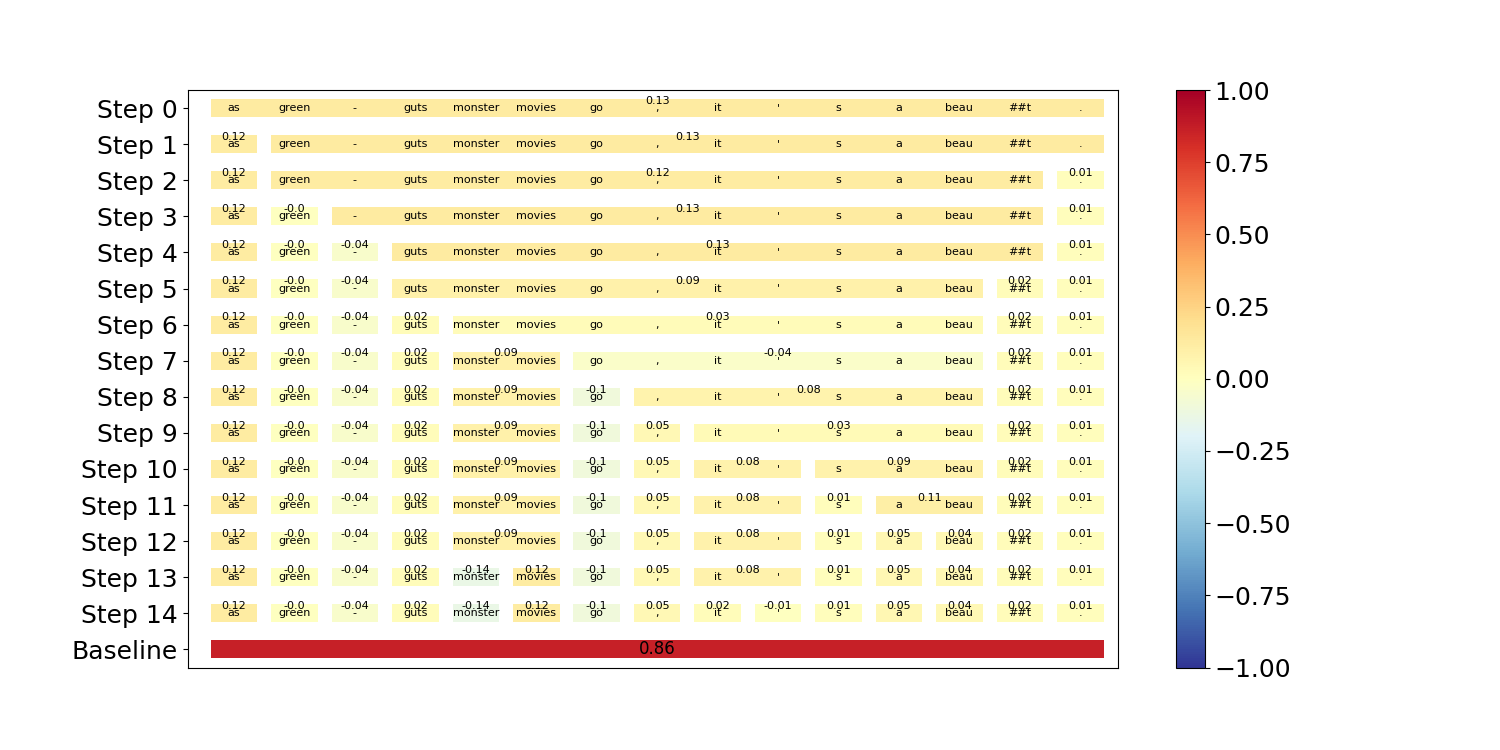 1.00
Step 0 as green - guts monster movies go 0.13 , it ' s a beau ##t .
Step 1 0.12 as green - guts monster movies go , 0.13 it ' s a beau ##t .
0.75
Step 2 0.12 as green - guts monster movies go 0.12 , it ' s a beau ##t 0.01 .
Step 3 0.12 as -0.0 green - guts monster movies go , 0.13 it ' s a beau ##t 0.01 .
0.50
Step 4 0.12 as -0.0 green -0.04 - guts monster movies go , 0.13 it ' s a beau ##t 0.01 .
Step 5 0.12 as -0.0 green -0.04 - guts monster movies go , 0.09 it ' s a beau 0.02 ##t 0.01 .
0.25
Step 6 0.12 as -0.0 green -0.04 - 0.02 guts monster movies go , 0.03 it ' s a beau 0.02 ##t 0.01 .
Step 7 0.12 as -0.0 green -0.04 - 0.02 guts monster 0.09 movies go , it -0.04 ' s a beau 0.02 ##t 0.01 .
0.00
Step 8 0.12 as -0.0 green -0.04 - 0.02 guts monster 0.09 movies -0.1 go , it ' 0.08 s a beau 0.02 ##t 0.01 .
Step 9 0.12 as -0.0 green -0.04 - 0.02 guts monster 0.09 movies -0.1 go 0.05 , it ' 0.03 s a beau 0.02 ##t 0.01 .
−0.25
Step 10 0.12 as -0.0 green -0.04 - 0.02 guts monster 0.09 movies -0.1 go 0.05 , it 0.08 ' s 0.09 a beau 0.02 ##t 0.01 .
Step 11 0.12 as -0.0 green -0.04 - 0.02 guts monster 0.09 movies -0.1 go 0.05 , it 0.08 ' 0.01 s a 0.11 beau 0.02 ##t 0.01 .
−0.50
Step 12 0.12 as -0.0 green -0.04 - 0.02 guts monster 0.09 movies -0.1 go 0.05 , it 0.08 ' 0.01 s 0.05 a 0.04 beau 0.02 ##t 0.01 .
Step 13 0.12 as -0.0 green -0.04 - 0.02 guts -0.14 monster 0.12 movies -0.1 go 0.05 , it 0.08 ' 0.01 s 0.05 a 0.04 beau 0.02 ##t 0.01 .
−0.75
Step 14 0.12 as -0.0 green -0.04 - 0.02 guts -0.14 monster 0.12 movies -0.1 go 0.05 , 0.02 it -0.01 ' 0.01 s 0.05 a 0.04 beau 0.02 ##t 0.01 .
Baseline 0.86
−1.00